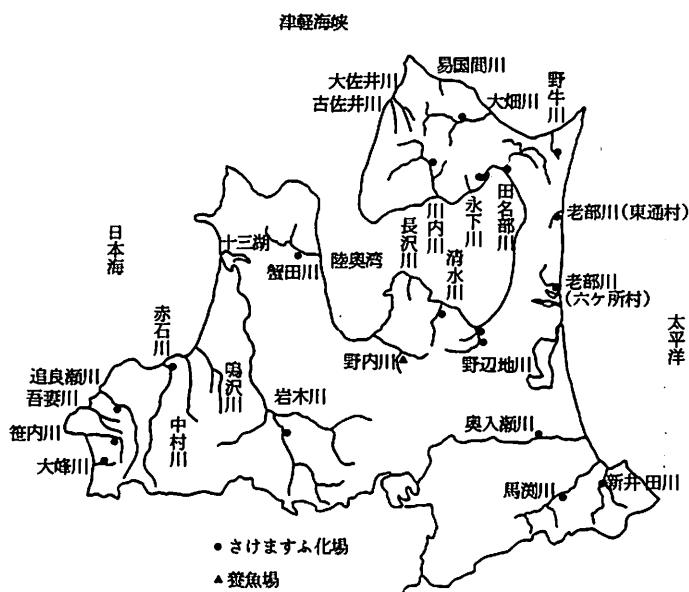 津軽海峡
易国間川
大佐井川
古佐井川
大畑川
野牛川
川内川
永下川
田名部川
老部川(東通村)
長沢川
清水川
日本海
十三湖
蟹田川
陸奥湾
老部川
(六ケ所村)
太平洋
赤石川
野内川
野辺地川
追良瀬川
吾妻川
鳴沢川
岩木川
笹内川
中村川
奥入瀬川
大峰川
馬渕川
新井田川
● さけますふ化場
▲ 養魚場